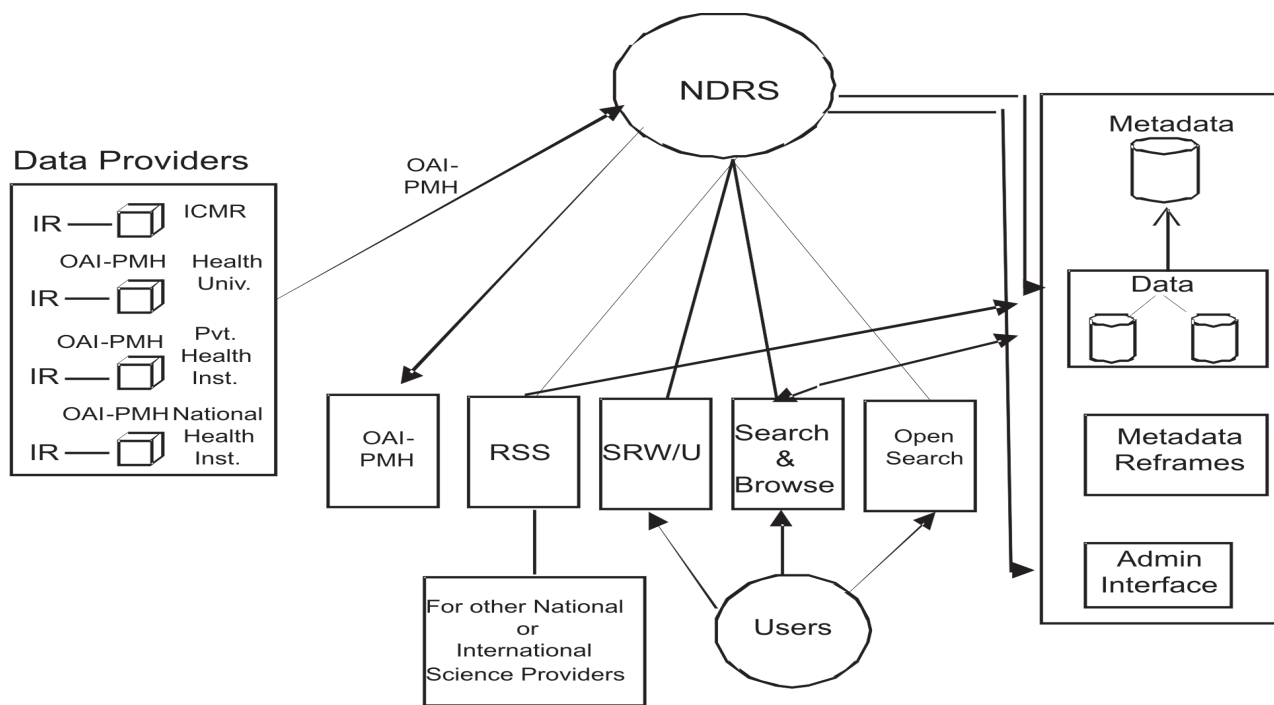 NDRS
Data Providers
IR
ICMR
OAI-PMH
Health
Univ.
IR
OAI-PMH
Pvt.
Health
Inst.
IR
OAI-PMH
National
Health
Inst.
IR
OAI-
PMH
OAI-
PMH
RSS
SRW/U
Search
&
Browse
Open
Search
For other National
or
International
Science Providers
Users
Metadata
Data
Metadada
Reframes
Admin
Interface